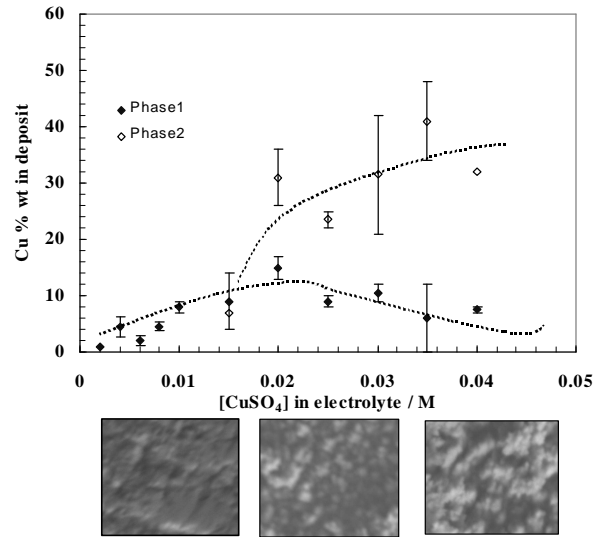 60
50
40
30
20
10
0
Cu % wt in deposit
Phase1
Phase2
0 0.01 0.02 0.03 0.04 0.05
[CuSO₄] in electrolyte / M